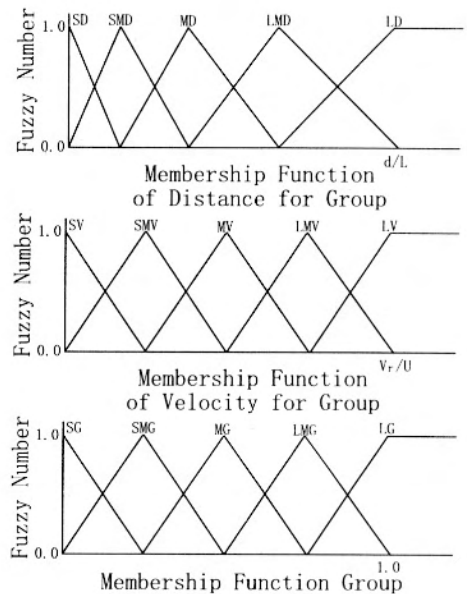 SD SMD MD LMD LD
1.0
Fuzzy Number
0.0
d/L
Membership Function
of Distance for Group
SV SMV MV LMV LV
1.0
Fuzzy Number
0.0
Vr/U
Membership Function
of Velocity for Group
SG SMG MG LMG LG
1.0
Fuzzy Number
0.0
1.0
Membership Function Group